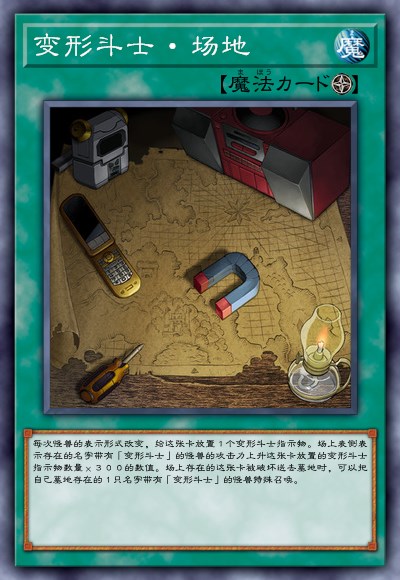 变形斗士・场地
魔
【魔法カード】
まほう
每次怪兽的表示形式改变，给这张卡放置1个变形斗士指示物。场上表侧表
示存在的名字带有「变形斗士」的怪兽的攻击力上升这张卡放置的变形斗士
指示物数量×300的数值。场上存在的这张卡被破坏送去墓地时，可以把
自己墓地存在的1只名字带有「变形斗士」的怪兽特殊召唤。